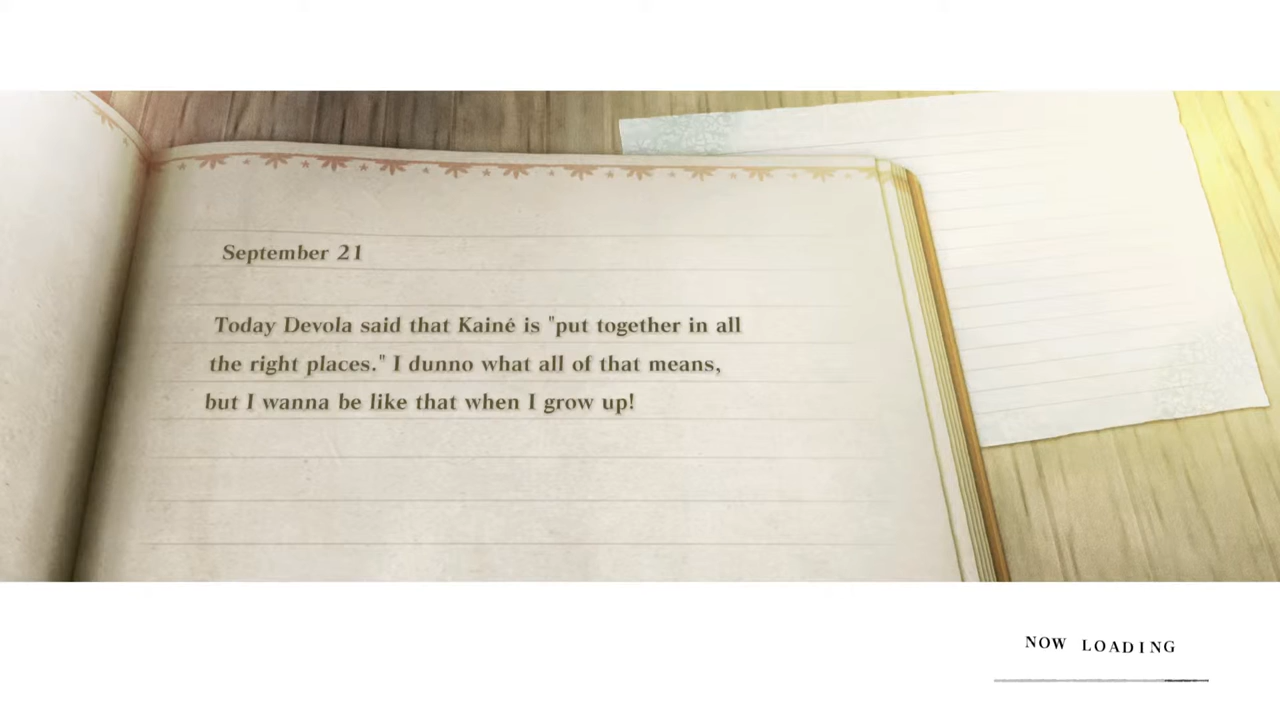 September 21
Today Devola said that Kainé is "put together in all
the right places." I dunno what all of that means,
but I wanna be like that when I grow up!
NOW LOADING